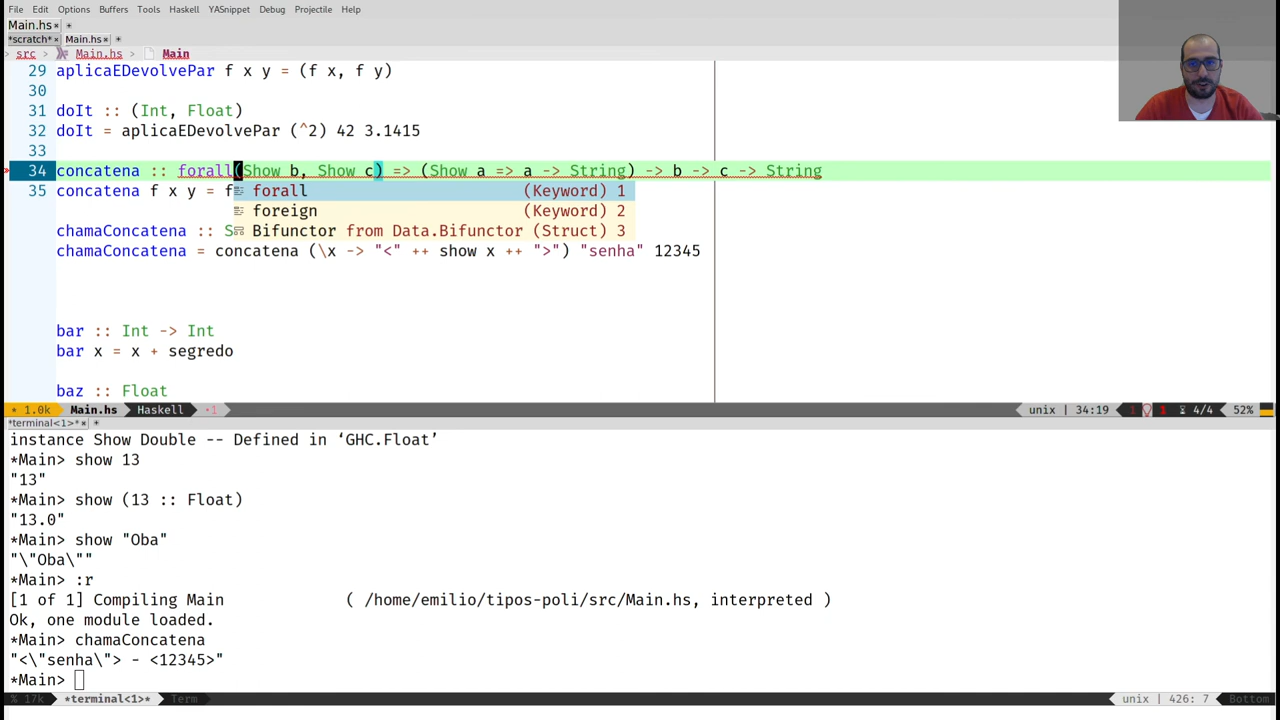 File Edit Options Buffers Tools Haskell YASnippet Debug Projectile Help
Main.hs
*scratch* Main.hs
src > Main.hs > Main
29 aplicaEDevolvePar f x y = (f x, f y)
30
31 doIt :: (Int, Float)
32 doIt = aplicaEDevolvePar (^2) 42 3.1415
33
34 concatena :: forall(Show b, Show c) => (Show a => a -> String) -> b -> c -> String
35 concatena f x y = f
forall (Keyword) 1
foreign (Keyword) 2
Bifunctor from Data.Bifunctor (Struct) 3
chamaConcatena :: S
chamaConcatena = concatena (\x -> "<" ++ show x ++ ">") "senha" 12345
bar :: Int -> Int
bar x = x + segredo
baz :: Float
1.0k Main.hs Haskell 1 unix | 34:19 1 1 4/4 52%
*terminal<1>*
instance Show Double -- Defined in ‘GHC.Float’
*Main> show 13
"13"
*Main> show (13 :: Float)
"13.0"
*Main> show "Oba"
"\"Oba\""
*Main> :r
[1 of 1] Compiling Main ( /home/emilio/tipos-poli/src/Main.hs, interpreted )
Ok, one module loaded.
*Main> chamaConcatena
"<\"senha\"> - <12345>"
*Main>
% 17k *terminal<1>* Term unix | 426: 7 Bottom